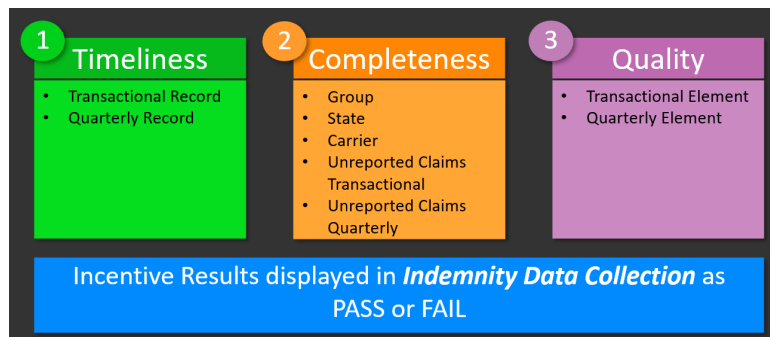 1
Timeliness
• Transactional Record
• Quarterly Record
2
Completeness
• Group
• State
• Carrier
• Unreported Claims
Transactional
• Unreported Claims
Quarterly
3
Quality
• Transactional Element
• Quarterly Element
Incentive Results displayed in Indemnity Data Collection as
PASS or FAIL